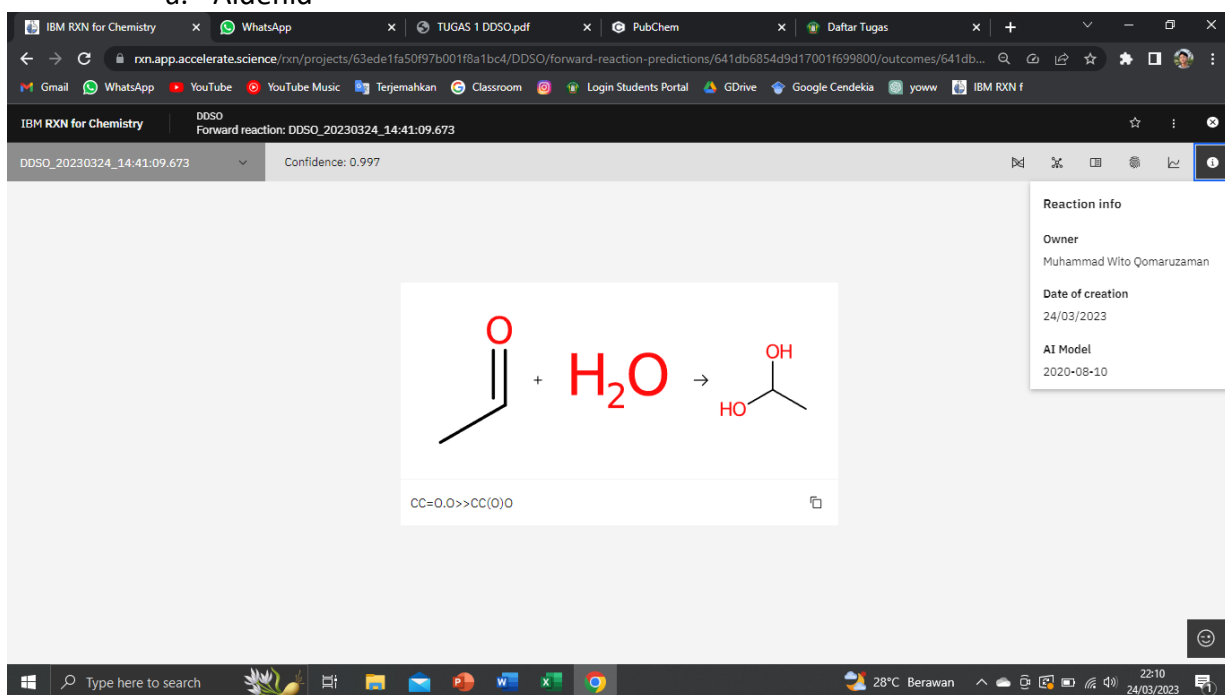 a. Aldehid
IBM RXN for Chemistry
WhatsApp
TUGAS 1 DDSO.pdf
PubChem
Daftar Tugas
rxn.app.accelerate.science/rxn/projects/63ede1fa50f97b001f8a1bc4/DDSO/forward-reaction-predictions/641db6854d9d17001f699800/outcomes/641db...
Gmail WhatsApp YouTube YouTube Music Terjemahkan Classroom Login Students Portal GDrive Google Cendekia yoww IBM RXN f
IBM RXN for Chemistry
DDSO
Forward reaction: DDSO_20230324_14:41:09.673
DDSO_20230324_14:41:09.673
Confidence: 0.997
Reaction info
Owner
Muhammad Wito Qomaruzaman
Date of creation
24/03/2023
AI Model
2020-08-10
O
+ H₂O →
OH
HO
CC=O.O>>CC(O)O
Type here to search
28°C Berawan
22:10
24/03/2023